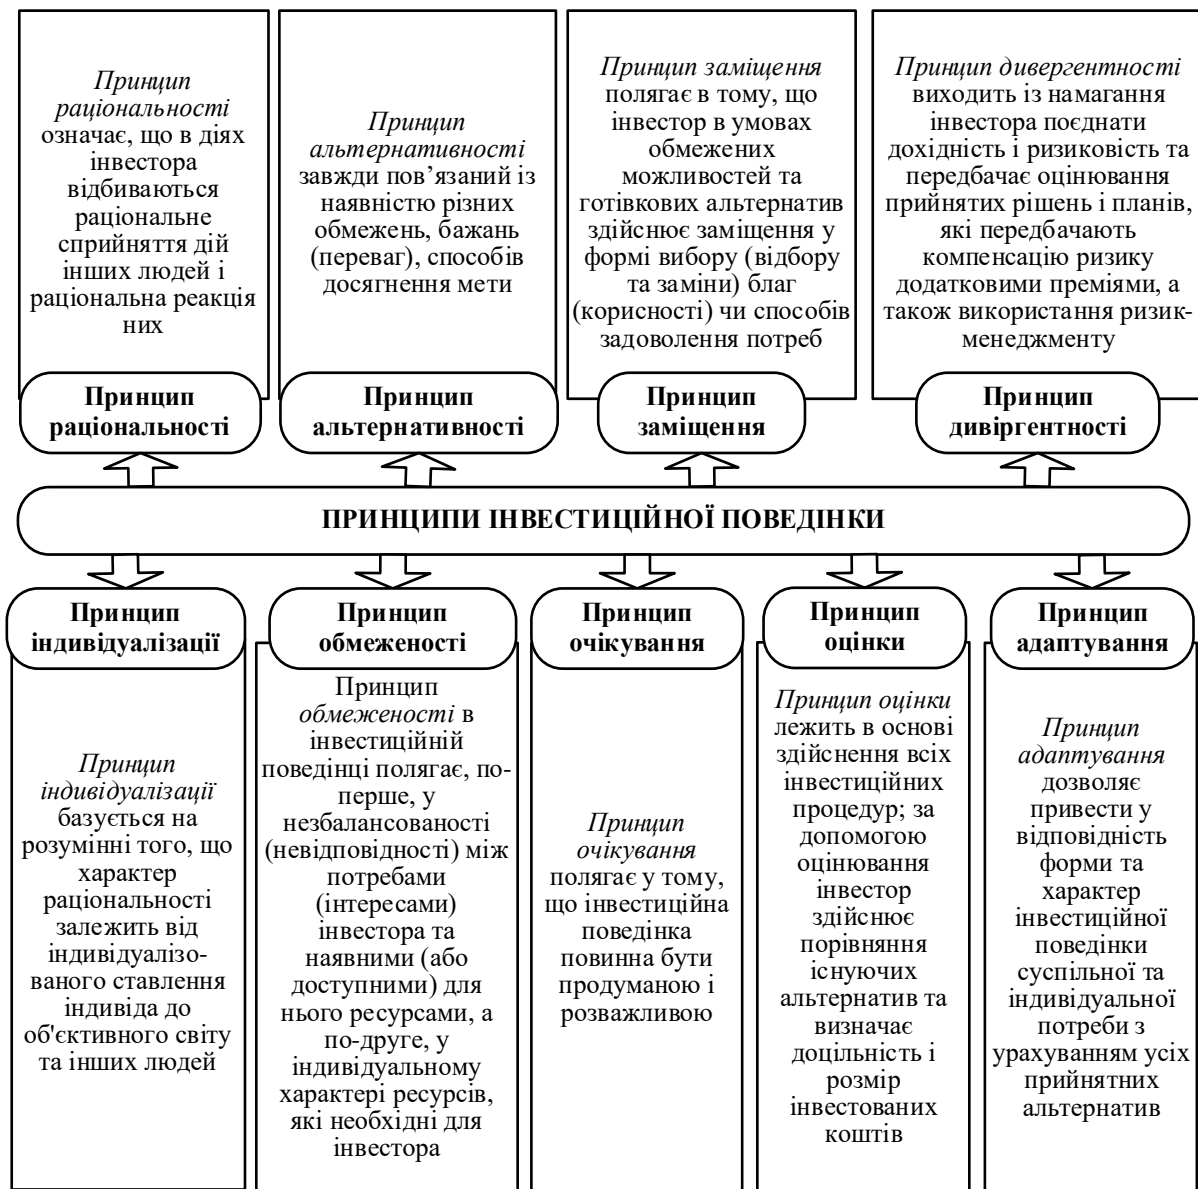 Принцип
раціональності
означає, що в діях
інвестора
відбиваються
раціональне
сприйняття дій
інших людей і
раціональна реакція
них
Принцип
альтернативності
завжди пов’язаний із
наявністю різних
обмежень, бажань
(переваг), способів
досягнення мети
Принцип заміщення
полягає в тому, що
інвестор в умовах
обмежених
можливостей та
готівкових альтернатив
здійснює заміщення у
формі вибору (відбору
та заміни) благ
(корисності) чи способів
задоволення потреб
Принцип дивергентності
виходить із намагання
інвестора поєднати
дохідність і ризиковість та
передбачає оцінювання
прийнятих рішень і планів,
які передбачають
компенсацію ризику
додатковими преміями, а
також використання ризик-
менеджменту
Принцип
раціональності
Принцип
альтернативності
Принцип
заміщення
Принцип
дивіргентності
ПРИНЦИПИ ІНВЕСТИЦІЙНОЇ ПОВЕДІНКИ
Принцип
індивідуалізації
Принцип
обмеженості
Принцип
очікування
Принцип
оцінки
Принцип
адаптування
Принцип
індивідуалізації
базується на
розумінні того, що
характер
раціональності
залежить від
індивідуалізо-
ваного ставлення
індивіда до
об'єктивного світу
та інших людей
Принцип
обмеженості в
інвестиційній
поведінці полягає, по-
перше, у
незбалансованості
(невідповідності) між
потребами
(інтересами)
інвестора та
наявними (або
доступними) для
нього ресурсами, а
по-друге, у
індивідуальному
характері ресурсів,
які необхідні для
інвестора
Принцип
очікування
полягає у тому,
що інвестиційна
поведінка
повинна бути
продуманою і
розважливою
Принцип оцінки
лежить в основі
здійснення всіх
інвестиційних
процедур; за
допомогою
оцінювання
інвестор
здійснює
порівняння
існуючих
альтернатив та
визначає
доцільність і
розмір
інвестованих
коштів
Принцип
адаптування
дозволяє
привести у
відповідність
форми та
характер
інвестиційної
поведінки
суспільної та
індивідуальної
потреби з
урахуванням усіх
прийнятних
альтернатив